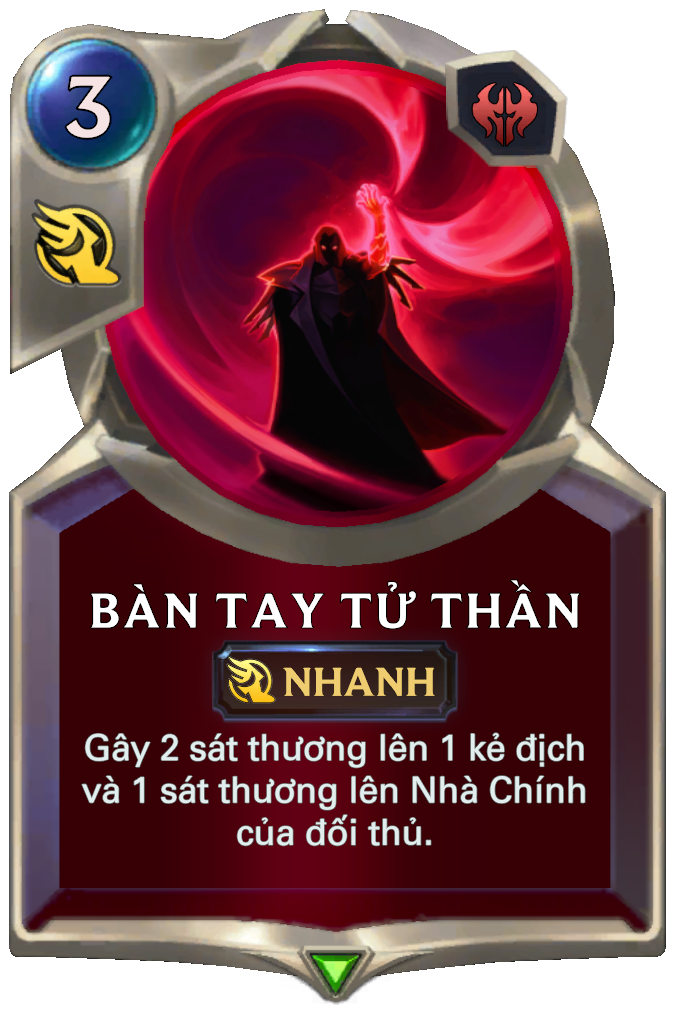 3
BÀN TAY TỬ THẦN
NHANH
Gây 2 sát thương lên 1 kẻ địch
và 1 sát thương lên Nhà Chính
của đối thủ.